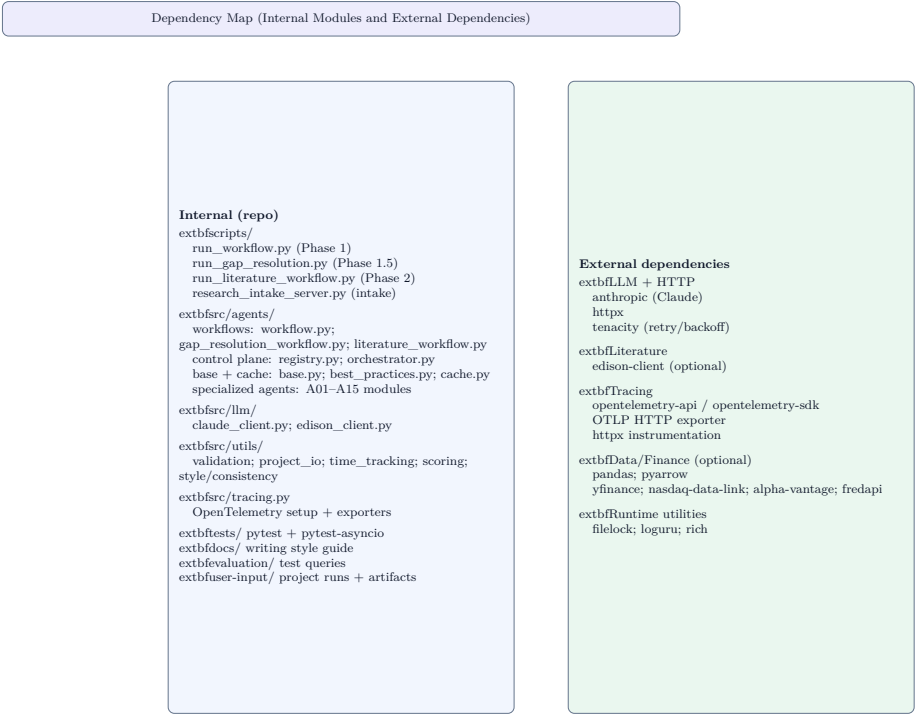 Dependency Map (Internal Modules and External Dependencies)
Internal (repo)
extbfscripts/
run_workflow.py (Phase 1)
run_gap_resolution.py (Phase 1.5)
run_literature_workflow.py (Phase 2)
research_intake_server.py (intake)
extbfsrc/agents/
workflows: workflow.py;
gap_resolution_workflow.py; literature_workflow.py
control plane: registry.py; orchestrator.py
base + cache: base.py; best_practices.py; cache.py
specialized agents: A01–A15 modules
extbfsrc/llm/
claude_client.py; edison_client.py
extbfsrc/utils/
validation; project_io; time_tracking; scoring;
style/consistency
extbfsrc/tracing.py
OpenTelemetry setup + exporters
extbftests/ pytest + pytest-asyncio
extbfdocs/ writing style guide
extbfevaluation/ test queries
extbfuser-input/ project runs + artifacts
External dependencies
extbfLLM + HTTP
anthropic (Claude)
httpx
tenacity (retry/backoff)
extbfLiterature
edison-client (optional)
extbfTracing
opentelemetry-api / opentelemetry-sdk
OTLP HTTP exporter
httpx instrumentation
extbfData/Finance (optional)
pandas; pyarrow
yfinance; nasdaq-data-link; alpha-vantage; fredapi
extbfRuntime utilities
filelock; loguru; rich